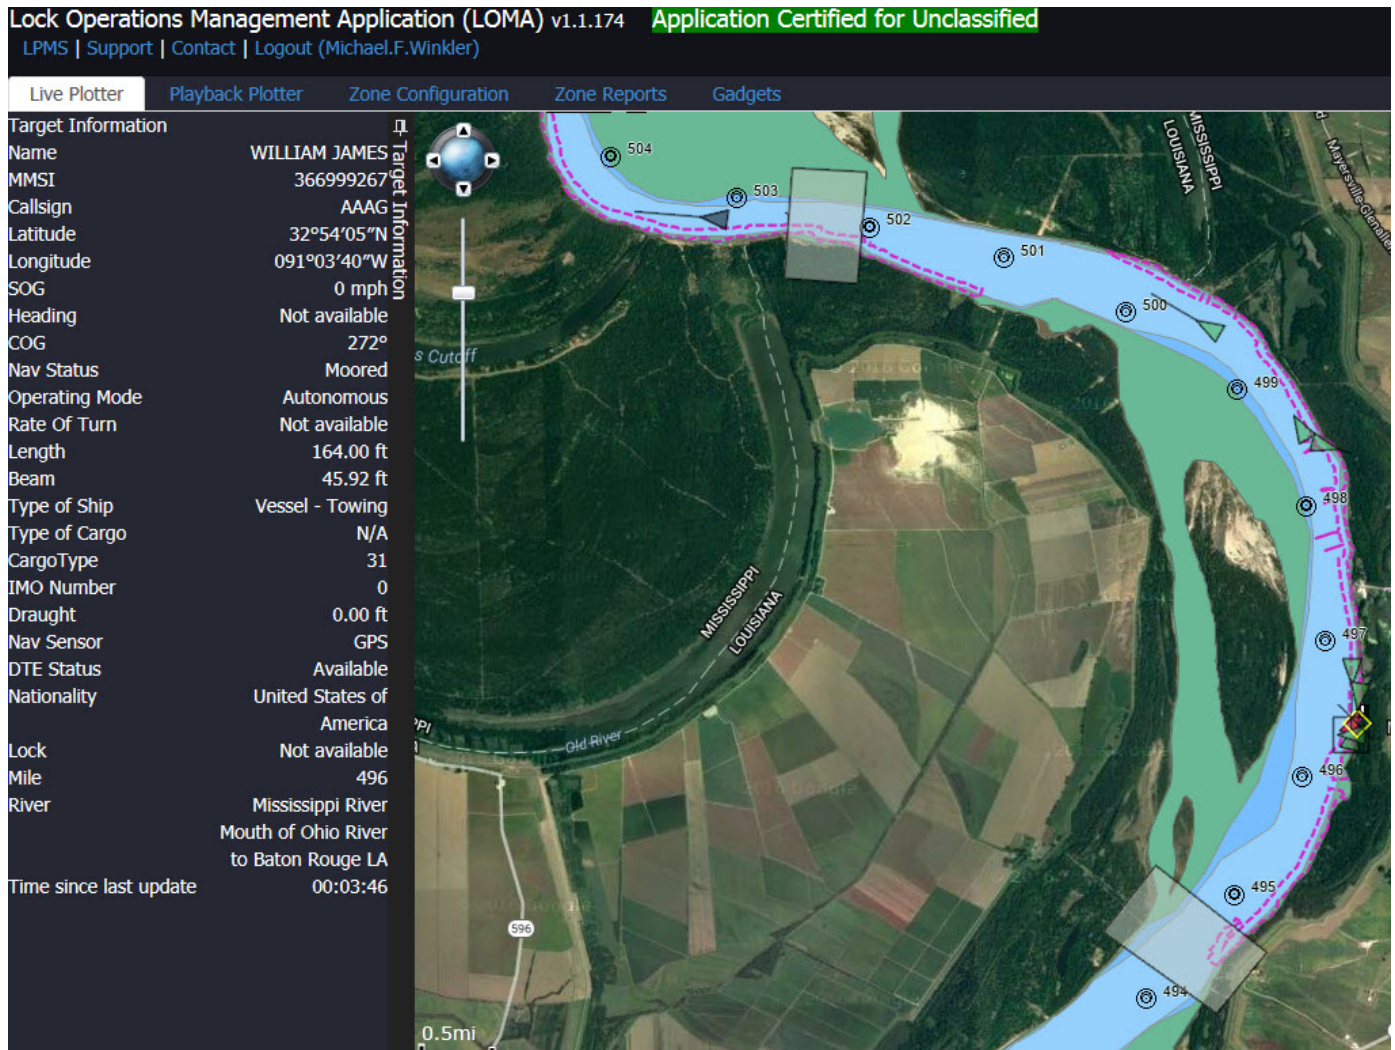 Lock Operations Management Application (LOMA) v1.1.174 Application Certified for Unclassified
LPMS | Support | Contact | Logout (Michael.F.Winkler)
Live Plotter Playback Plotter Zone Configuration Zone Reports Gadgets
Target Information
Name WILLIAM JAMES
MMSI 366999267
Callsign AAAG
Latitude 32°54'05"N
Longitude 091°03'40"W
SOG 0 mph
Heading Not available
COG 272°
Nav Status Moored
Operating Mode Autonomous
Rate Of Turn Not available
Length 164.00 ft
Beam 45.92 ft
Type of Ship Vessel - Towing
Type of Cargo N/A
CargoType 31
IMO Number 0
Draught 0.00 ft
Nav Sensor GPS
DTE Status Available
Nationality United States of
America
Lock Not available
Mile 496
River Mississippi River
Mouth of Ohio River
to Baton Rouge LA
Time since last update 00:03:46
Target Information
504
503
502
501
500
499
498
497
496
495
494
LOUISIANA
MISSISSIPPI
Mayersville-Glenallen
s Cutoff
MISSISSIPPI
LOUISIANA
Old River
PPI
596
0.5mi